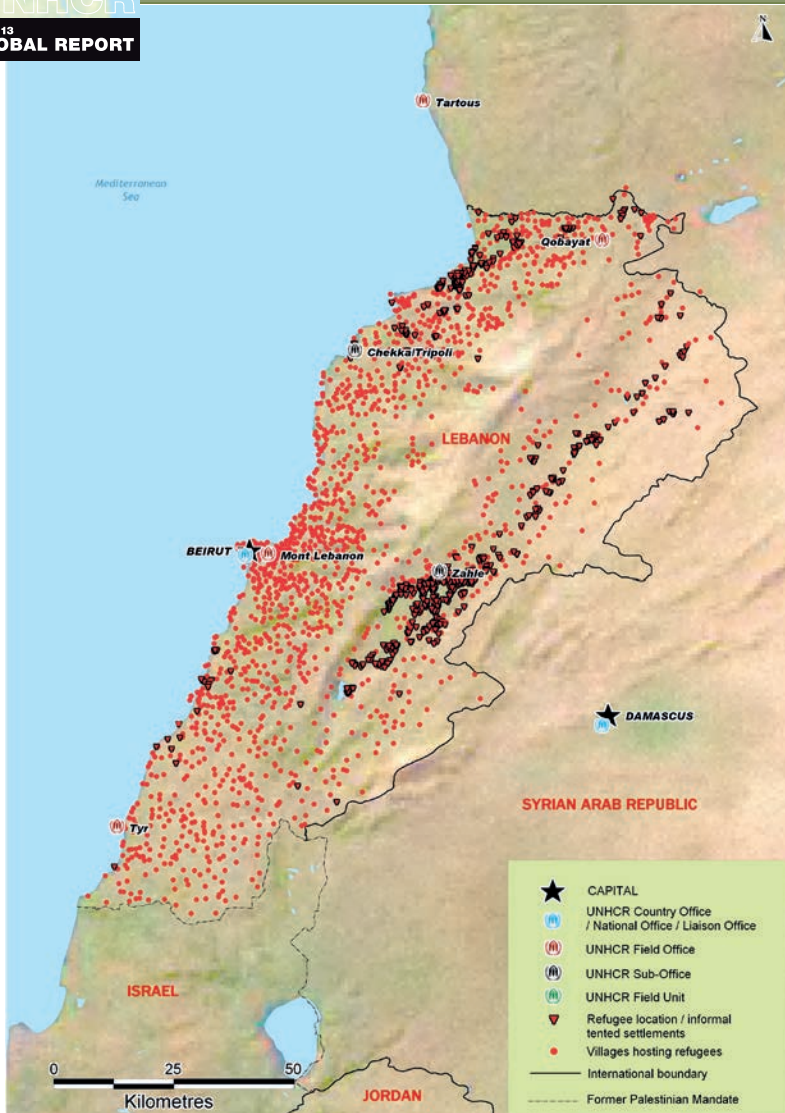 NHCR
13
OBAL REPORT
N
Tartous
Mediterranean
Sea
Qobayat
Chekka/Tripoli
LEBANON
BEIRUT
Mont Lebanon
Zahle
DAMASCUS
SYRIAN ARAB REPUBLIC
Tyr
ISRAEL
JORDAN
0 25 50
Kilometres
CAPITAL
UNHCR Country Office
/ National Office / Liaison Office
UNHCR Field Office
UNHCR Sub-Office
UNHCR Field Unit
Refugee location / informal
tented settlements
Villages hosting refugees
International boundary
Former Palestinian Mandate